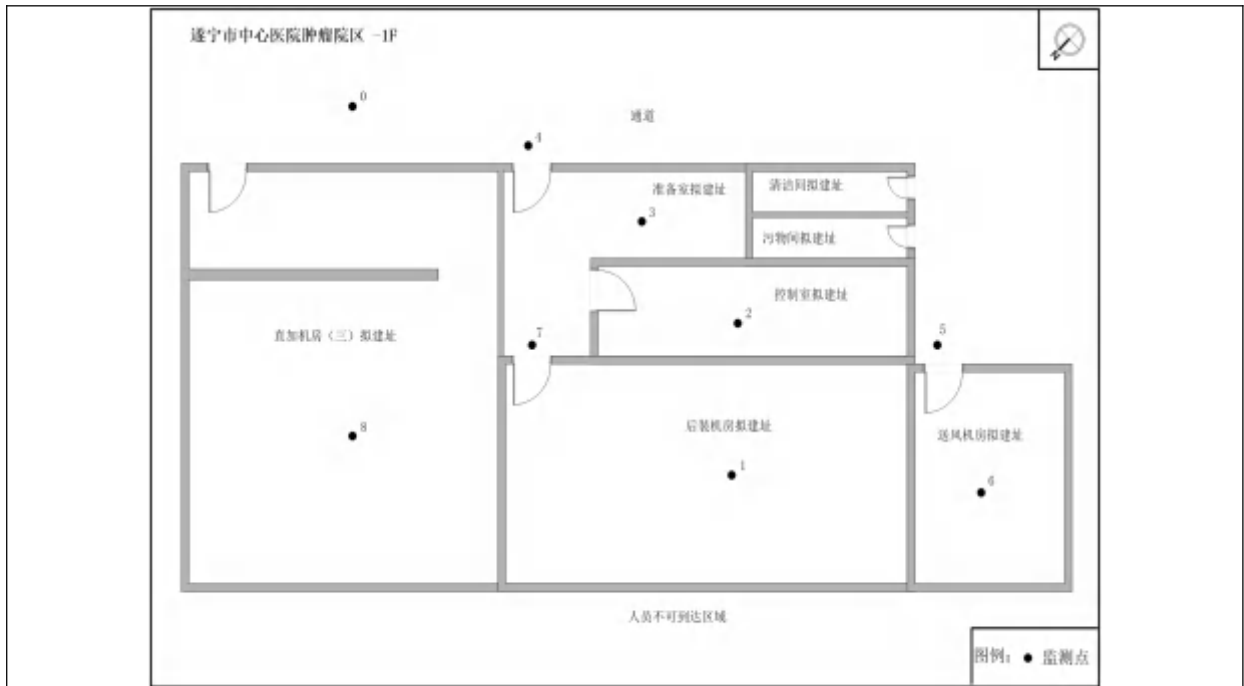 遂宁市中心医院肿瘤院区 -1F
N
0
通道
4
准备室拟建址
清洁间拟建址
3
污物间拟建址
控制室拟建址
2
直加机房（三）拟建址
7
5
后装机房拟建址
送风机房拟建址
8
1
6
人员不可到达区域
图例： ● 监测点